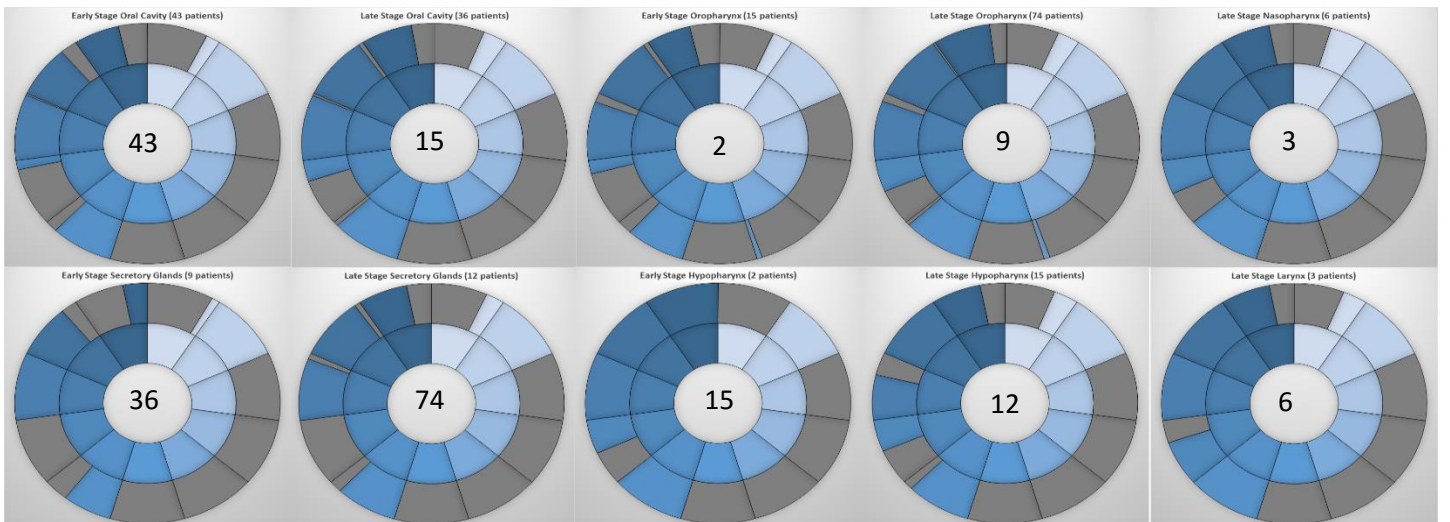 Early Stage Oral Cavity (43 patients)
Late Stage Oral Cavity (36 patients)
Early Stage Oropharynx (15 patients)
Late Stage Oropharynx (74 patients)
Late Stage Nasopharynx (6 patients)
43
15
2
9
3
Early Stage Secretory Glands (9 patients)
Late Stage Secretory Glands (12 patients)
Early Stage Hypopharynx (2 patients)
Late Stage Hypopharynx (15 patients)
Late Stage Larynx (3 patients)
36
74
15
12
6